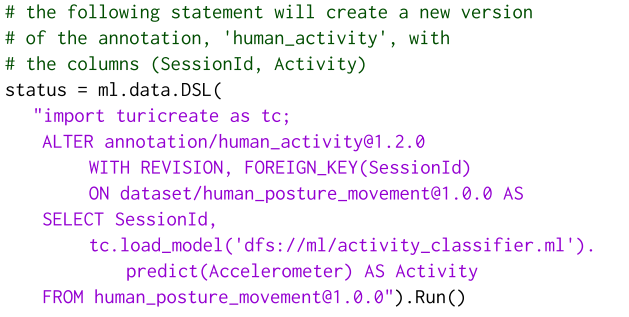 # the following statement will create a new version
# of the annotation, 'human_activity', with
# the columns (SessionId, Activity)
status = ml.data.DSL(
"import turicreate as tc;
ALTER annotation/human_activity@1.2.0
WITH REVISION, FOREIGN_KEY(SessionId)
ON dataset/human_posture_movement@1.0.0 AS
SELECT SessionId,
tc.load_model('dfs://ml/activity_classifier.ml').
predict(Accelerometer) AS Activity
FROM human_posture_movement@1.0.0").Run()